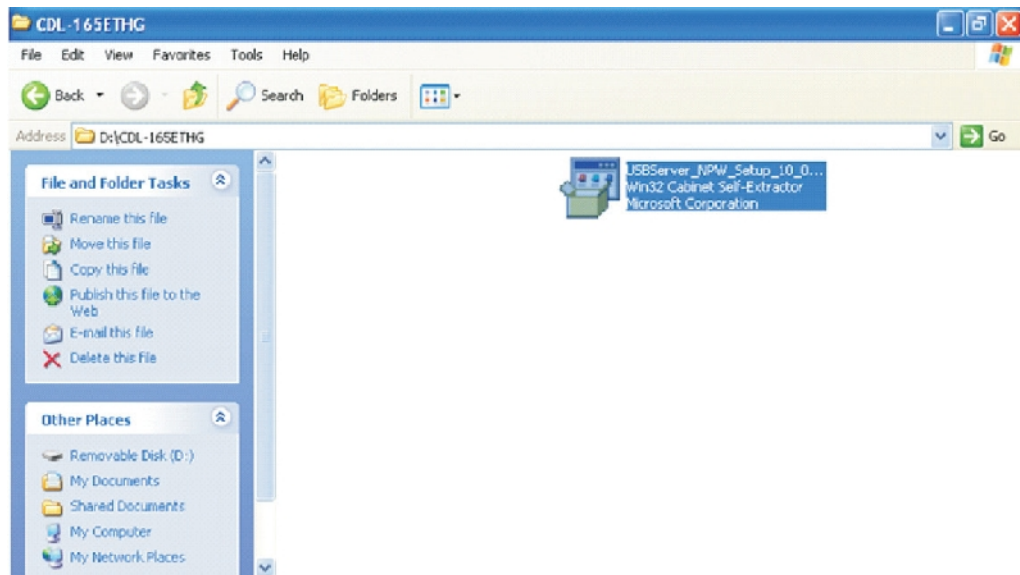 CDL-165ETHG
File Edit View Favorites Tools Help
Back Search Folders
Address D:\CDL-165ETHG Go
File and Folder Tasks
Rename this file
Move this file
Copy this file
Publish this file to the
Web
E-mail this file
Delete this file
Other Places
Removable Disk (D:)
My Documents
Shared Documents
My Computer
My Network Places
USBServer_NPW_Setup_10_0...
Win32 Cabinet Self-Extractor
Microsoft Corporation